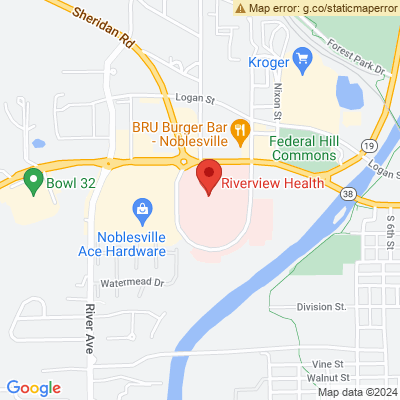 Map error: g.co/staticmaperror
Sheridan Rd
Forest Park Dr.
Kroger
Logan St
Nixon St
BRU Burger Bar
- Noblesville
Federal Hill
Commons
19
Logan St
Bowl 32
Riverview Health
38
S 6th St
Noblesville
Ace Hardware
Watermead Dr
River Ave
Division St.
Vine St
Walnut St
Google
Map data ©2024